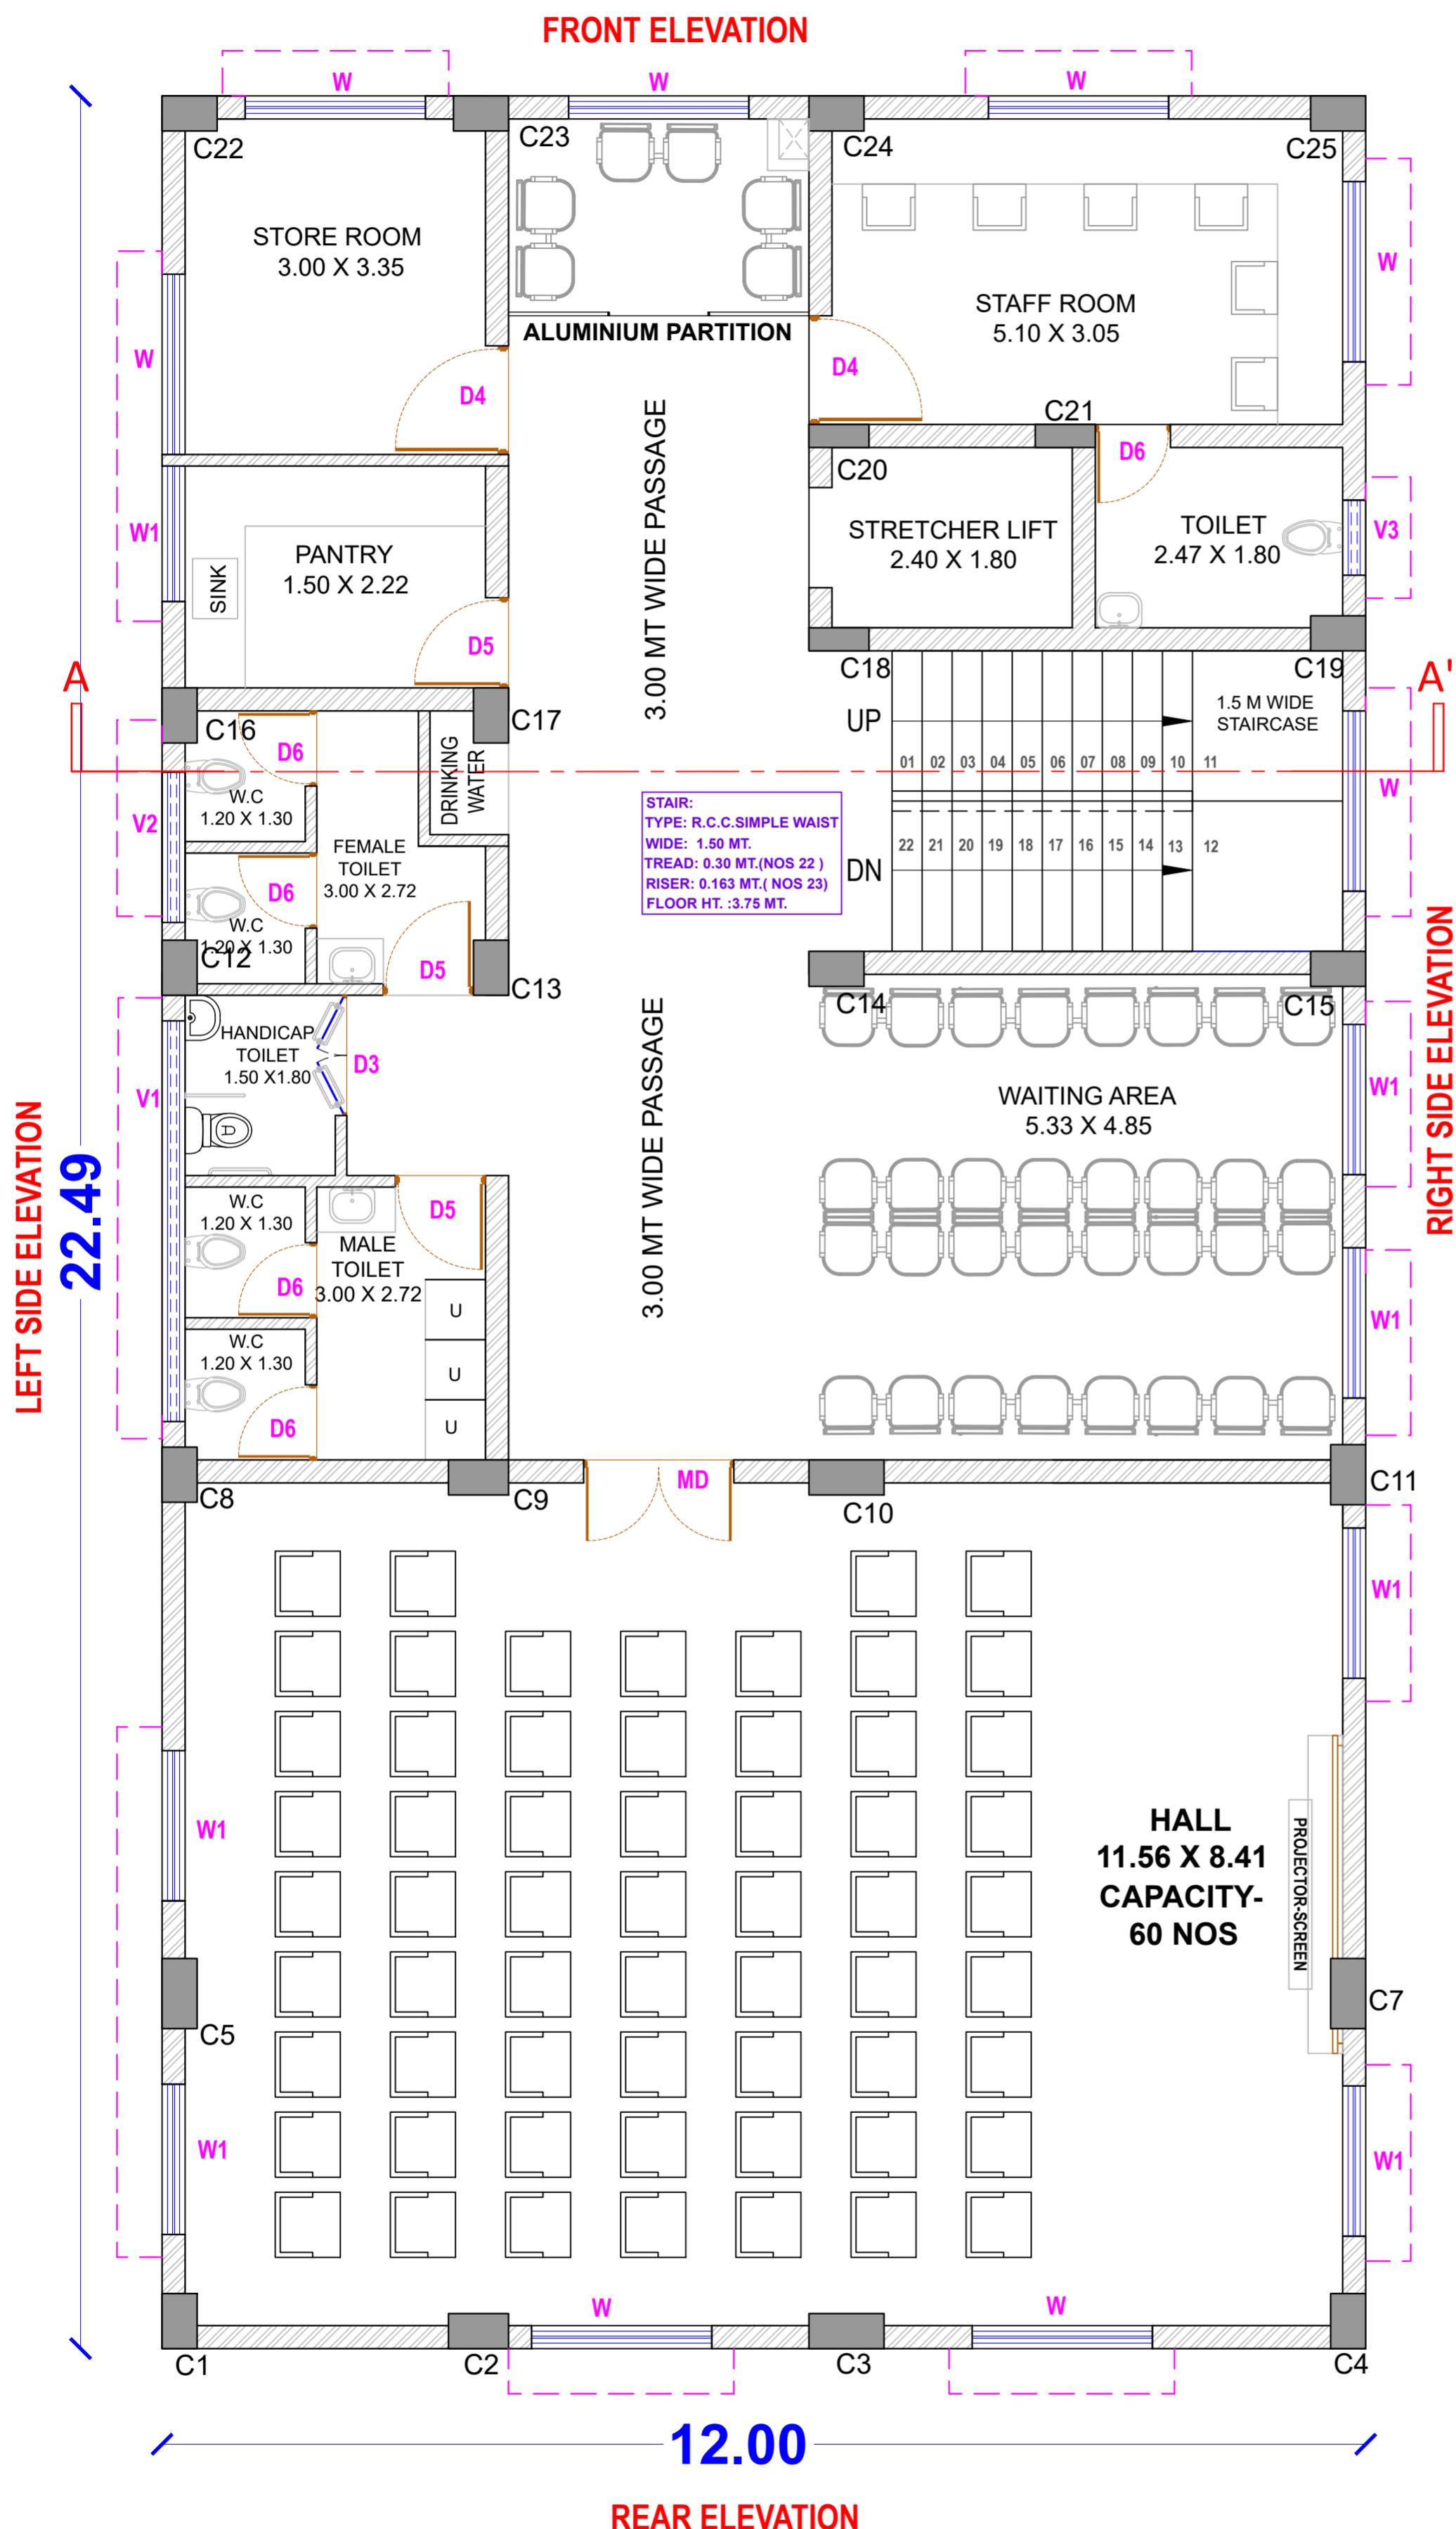 FRONT ELEVATION
W
W
W
C22
C23
C24
C25
STORE ROOM
3.00 X 3.35
W
STAFF ROOM
5.10 X 3.05
ALUMINIUM PARTITION
W
D4
D4
C21
3.00 MT WIDE PASSAGE
D6
C20
W1
SINK
PANTRY
1.50 X 2.22
STRETCHER LIFT
2.40 X 1.80
TOILET
2.47 X 1.80
V3
D5
C18
C19
A
A'
C16
C17
UP
1.5 M WIDE
STAIRCASE
D6
DRINKING
WATER
01 02 03 04 05 06 07 08 09 10 11
W
W.C
1.20 X 1.30
V2
STAIR:
TYPE: R.C.C.SIMPLE WAIST
WIDE: 1.50 MT.
TREAD: 0.30 MT.(NOS 22 )
RISER: 0.163 MT.( NOS 23)
FLOOR HT. :3.75 MT.
FEMALE
TOILET
3.00 X 2.72
22 21 20 19 18 17 16 15 14 13 12
DN
D6
W.C
1.20 X 1.30
C12
D5
C13
C14
C15
RIGHT SIDE ELEVATION
HANDICAP
TOILET
1.50 X1.80
D3
V1
3.00 MT WIDE PASSAGE
WAITING AREA
5.33 X 4.85
W1
H
LEFT SIDE ELEVATION
22.49
W.C
1.20 X 1.30
D5
MALE
TOILET
3.00 X 2.72
D6
U
W1
W.C
1.20 X 1.30
U
D6
U
C8
C9
MD
C10
C11
W1
W1
HALL
11.56 X 8.41
CAPACITY-
60 NOS
PROJECTOR-SCREEN
C5
C7
W1
W1
W
W
C1
C2
C3
C4
12.00
REAR ELEVATION